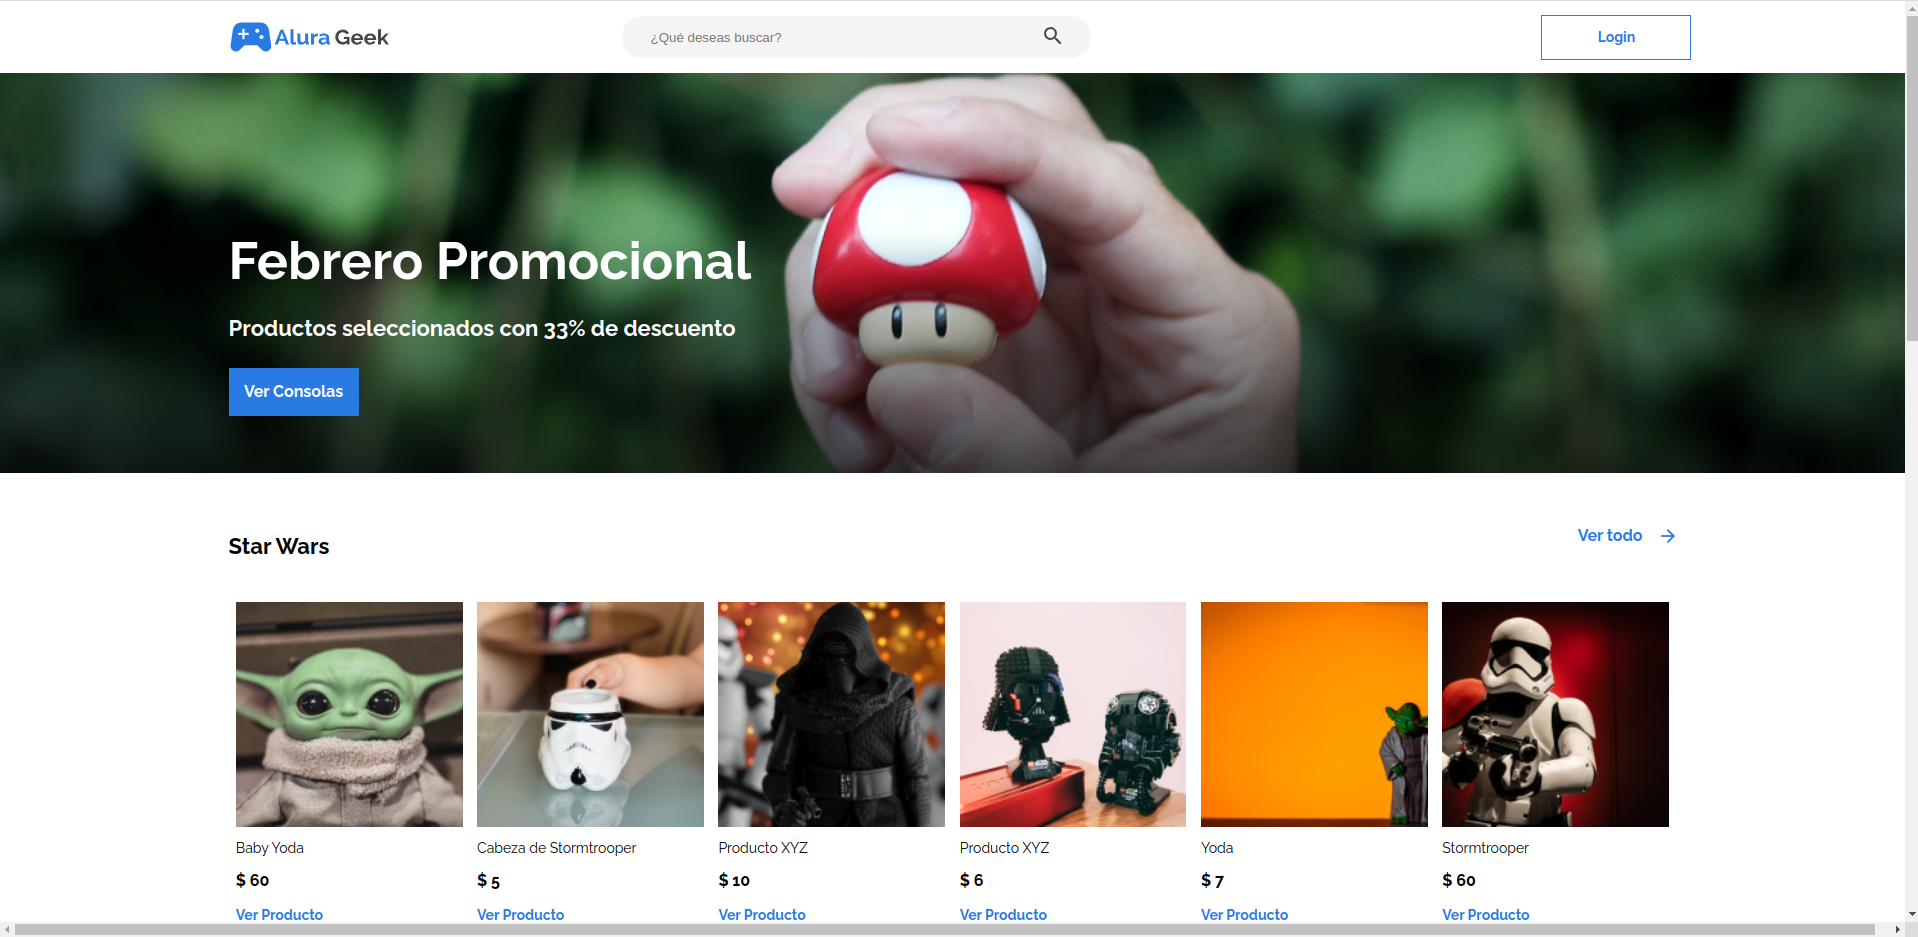 Alura Geek
¿Qué deseas buscar?
Login
Febrero Promocional
Productos seleccionados con 33% de descuento
Ver Consolas
Star Wars
Ver todo
Baby Yoda
$ 60
Ver Producto
Cabeza de Stormtrooper
$ 5
Ver Producto
Producto XYZ
$ 10
Ver Producto
Producto XYZ
$ 6
Ver Producto
Yoda
$ 7
Ver Producto
Stormtrooper
$ 60
Ver Producto